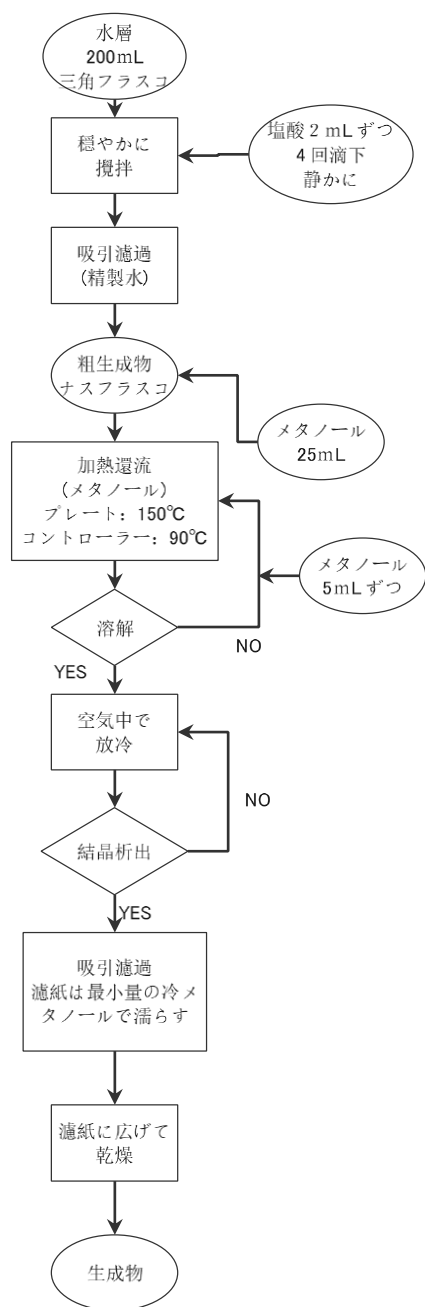 水層
200mL
三角フラスコ
穏やかに
攪拌
塩酸2mLずつ
4回滴下
静かに
吸引濾過
(精製水)
粗生成物
ナスフラスコ
メタノール
25mL
加熱還流
(メタノール)
プレート：150℃
コントローラー：90℃
メタノール
5mLずつ
溶解
NO
YES
空気中で
放冷
NO
結晶析出
YES
吸引濾過
濾紙は最小量の冷メ
タノールで濡らす
濾紙に広げて
乾燥
生成物